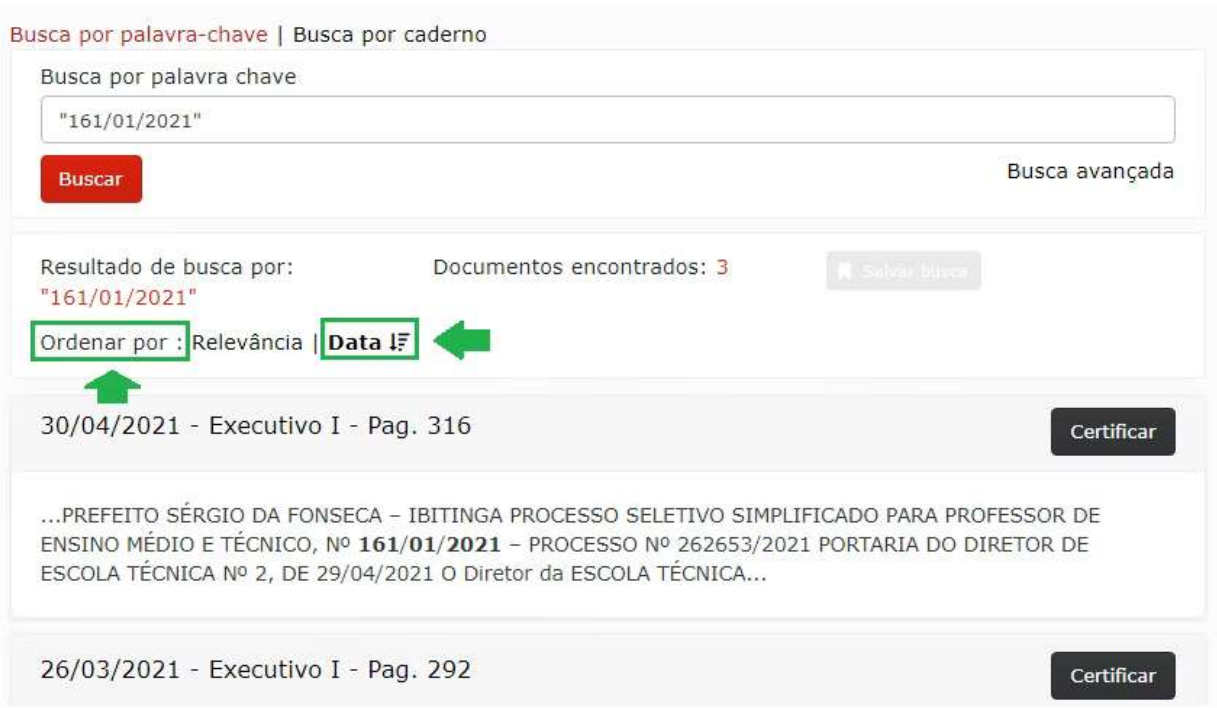 Busca por palavra-chave | Busca por caderno
Busca por palavra chave
"161/01/2021"
Buscar
Busca avançada
Resultado de busca por: Documentos encontrados: 3 Salvar busca
"161/01/2021"
Ordenar por : Relevância | Data
30/04/2021 - Executivo I - Pag. 316
Certificar
...PREFEITO SÉRGIO DA FONSECA – IBITINGA PROCESSO SELETIVO SIMPLIFICADO PARA PROFESSOR DE
ENSINO MÉDIO E TÉCNICO, Nº 161/01/2021 – PROCESSO Nº 262653/2021 PORTARIA DO DIRETOR DE
ESCOLA TÉCNICA Nº 2, DE 29/04/2021 O Diretor da ESCOLA TÉCNICA...
26/03/2021 - Executivo I - Pag. 292
Certificar